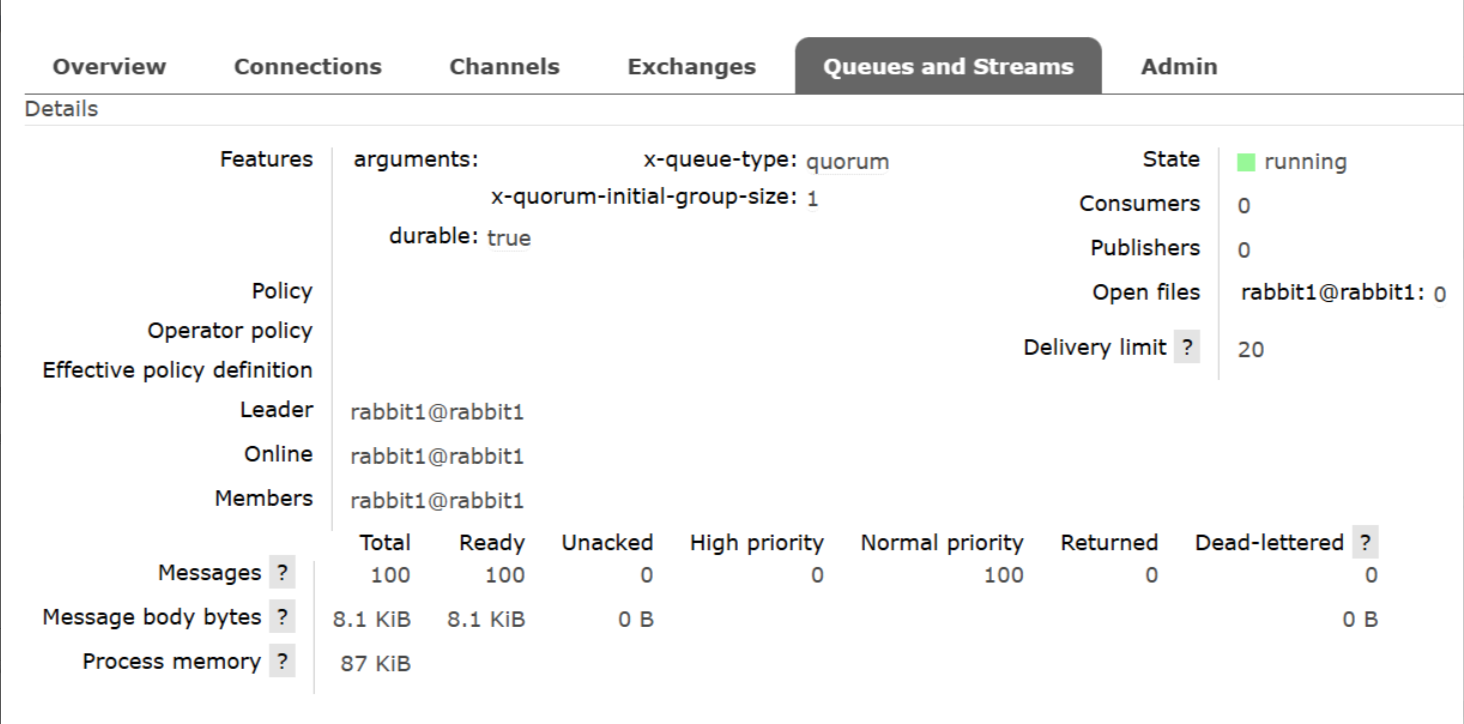 Overview Connections Channels Exchanges Queues and Streams Admin
Details
Features arguments: x-queue-type: quorum State running
x-quorum-initial-group-size: 1 Consumers 0
durable: true Publishers 0
Policy Open files rabbit1@rabbit1: 0
Operator policy Delivery limit ? 20
Effective policy definition
Leader rabbit1@rabbit1
Online rabbit1@rabbit1
Members rabbit1@rabbit1
Total Ready Unacked High priority Normal priority Returned Dead-lettered ?
Messages ? 100 100 0 0 100 0 0
Message body bytes ? 8.1 KiB 8.1 KiB 0 B 0 B
Process memory ? 87 KiB